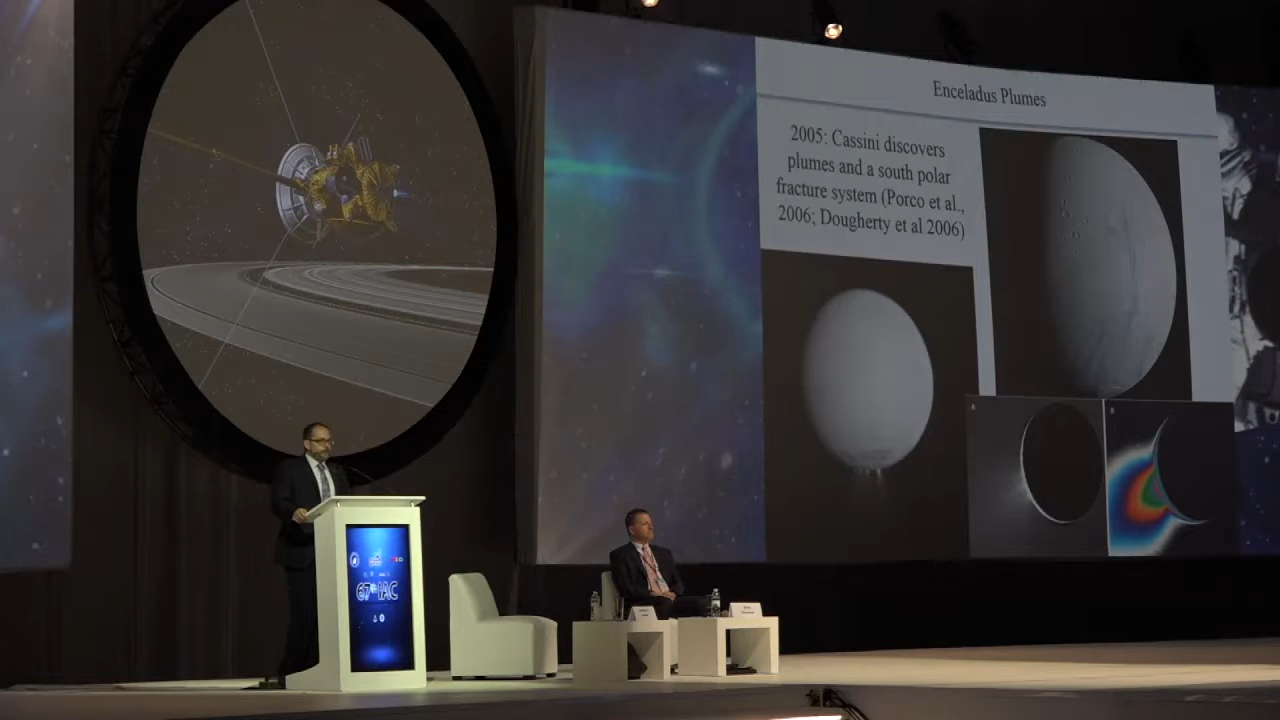 Enceladus Plumes
2005: Cassini discovers
plumes and a south polar
fracture system (Porco et al.,
2006; Dougherty et al 2006)
67th IAC